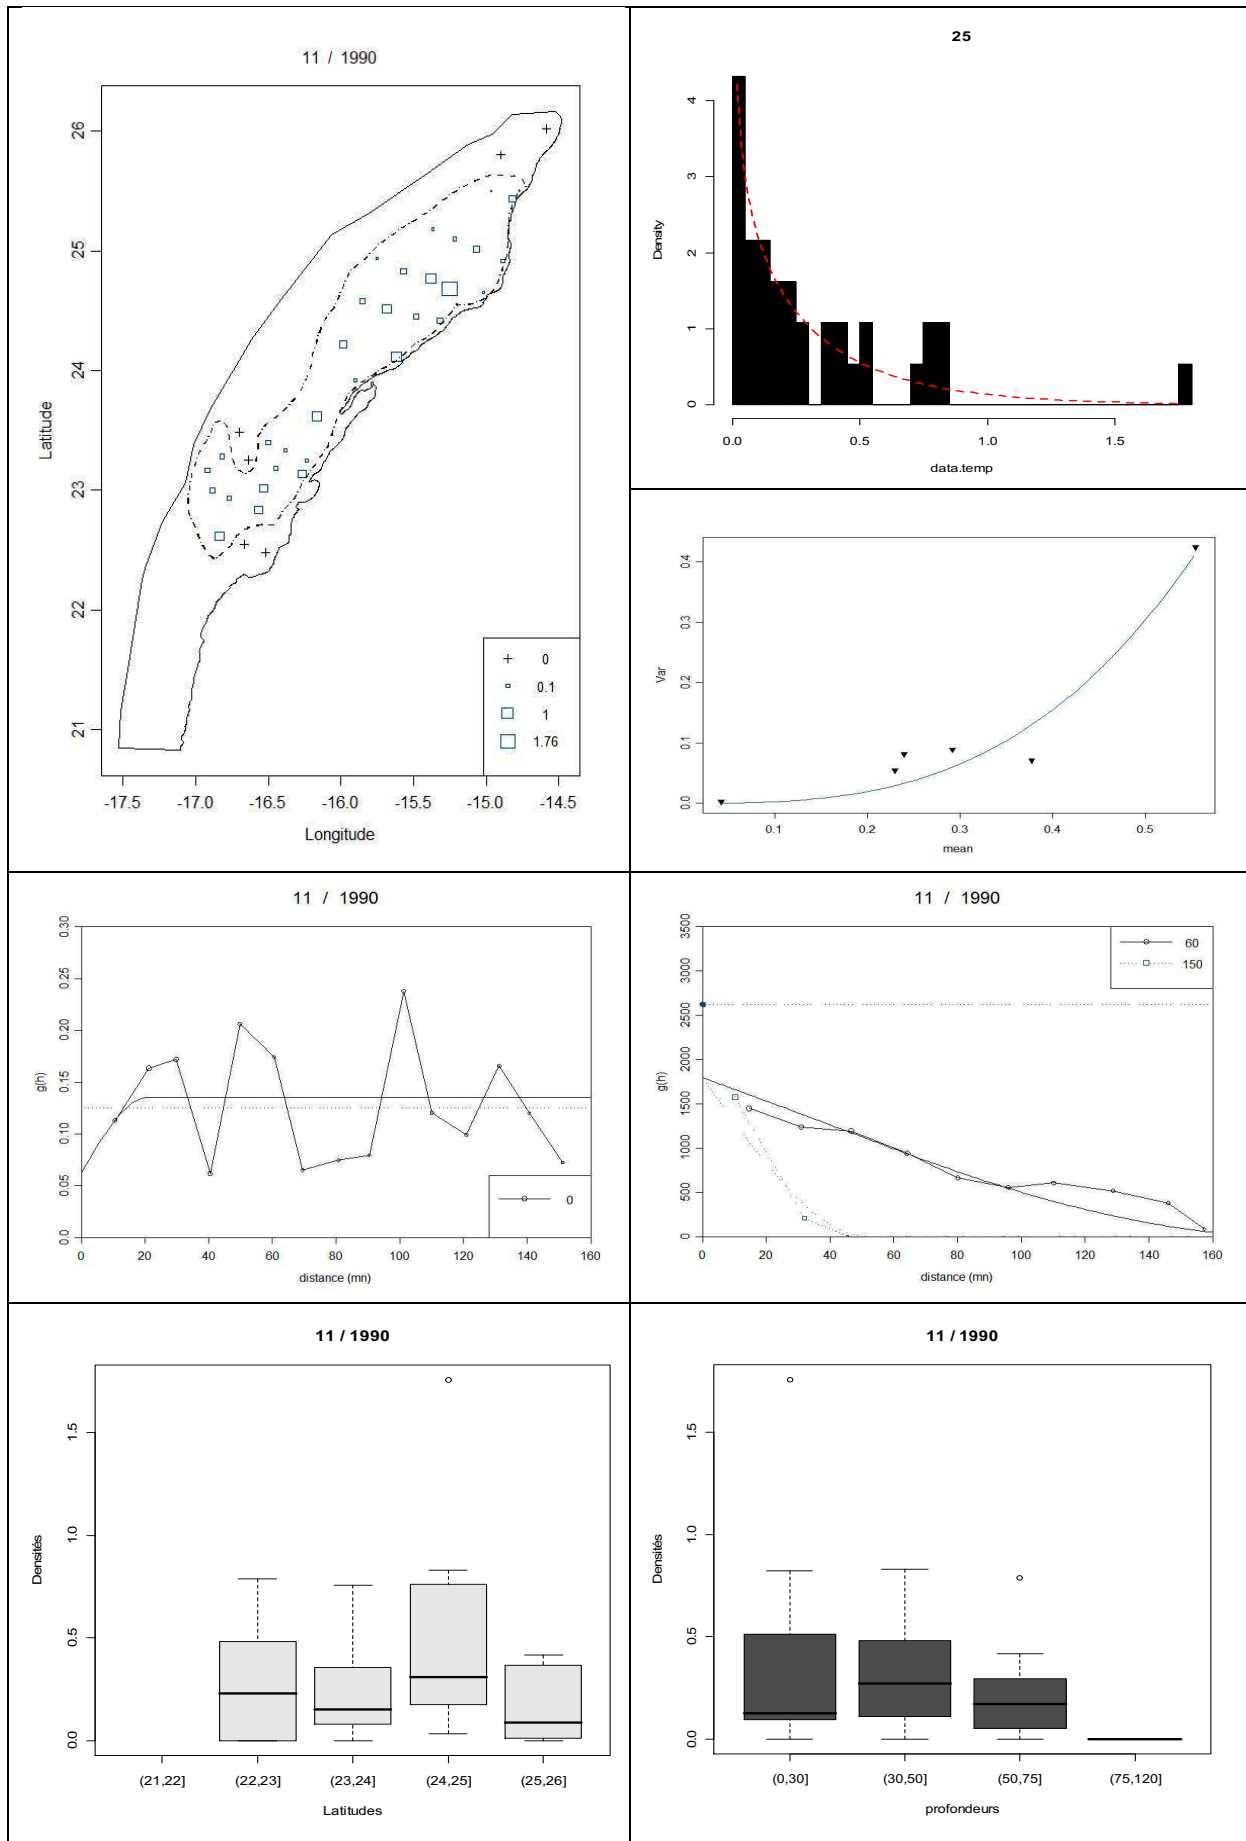 11 / 1990
Latitude
26
25
24
23
22
21
0
0.1
1
1.76
-17.5 -17.0 -16.5 -16.0 -15.5 -15.0 -14.5
Longitude
25
Density
4
3
2
1
0
0.0 0.5 1.0 1.5
data.temp
Var
0.4
0.3
0.2
0.1
0.0
0.1 0.2 0.3 0.4 0.5
mean
11 / 1990
g(h)
0.30
0.25
0.20
0.15
0.10
0.05
0.0
0
0 20 40 60 80 100 120 140 160
distance (mn)
11 / 1990
g(h)
3500
3000
2500
2000
1500
1000
500
0
60
150
0 20 40 60 80 100 120 140 160
distance (mn)
11 / 1990
Densités
1.5
1.0
0.5
0.0
(21,22] (22,23] (23,24] (24,25] (25,26]
Latitudes
11 / 1990
Densités
1.5
1.0
0.5
0.0
(0,30] (30,50] (50,75] (75,120]
profondeurs